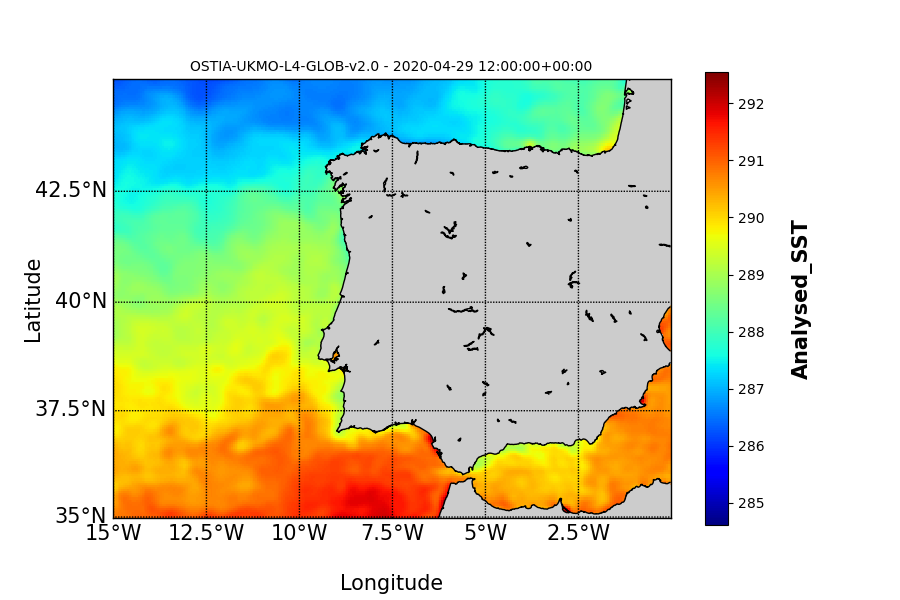 OSTIA-UKMO-L4-GLOB-v2.0 - 2020-04-29 12:00:00+00:00
42.5°N
40°N
37.5°N
35°N
15°W 12.5°W 10°W 7.5°W 5°W 2.5°W
Latitude
Longitude
292
291
290
289
288
287
286
285
Analysed_SST